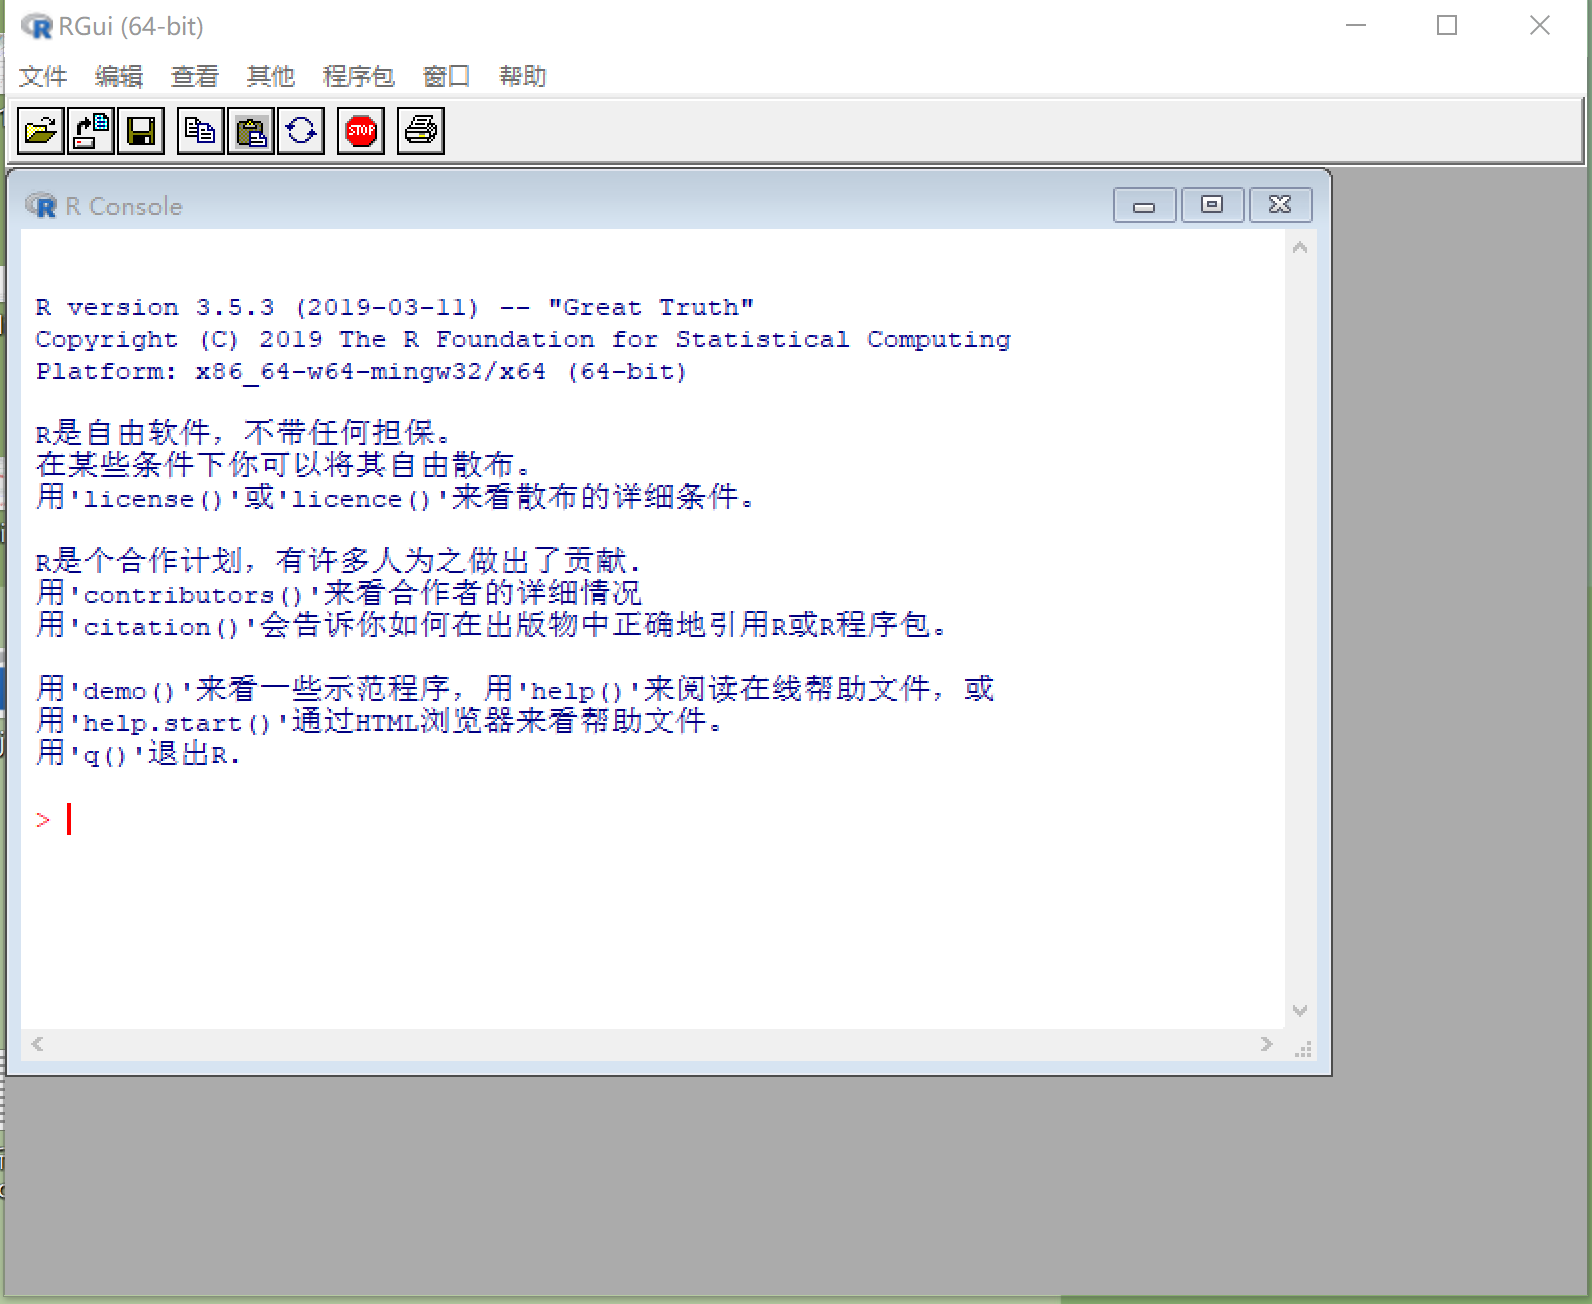 RGui (64-bit)
文件 编辑 查看 其他 程序包 窗口 帮助
STOP
R Console
R version 3.5.3 (2019-03-11) -- "Great Truth"
Copyright (C) 2019 The R Foundation for Statistical Computing
Platform: x86_64-w64-mingw32/x64 (64-bit)
R是自由软件，不带任何担保。
在某些条件下你可以将其自由散布。
用'license()'或'licence()'来看散布的详细条件。
R是个合作计划，有许多人为之做出了贡献.
用'contributors()'来看合作者的详细情况
用'citation()'会告诉你如何在出版物中正确地引用R或R程序包。
用'demo()'来看一些示范程序，用'help()'来阅读在线帮助文件，或
用'help.start()'通过HTML浏览器来看帮助文件。
用'q()'退出R.
>